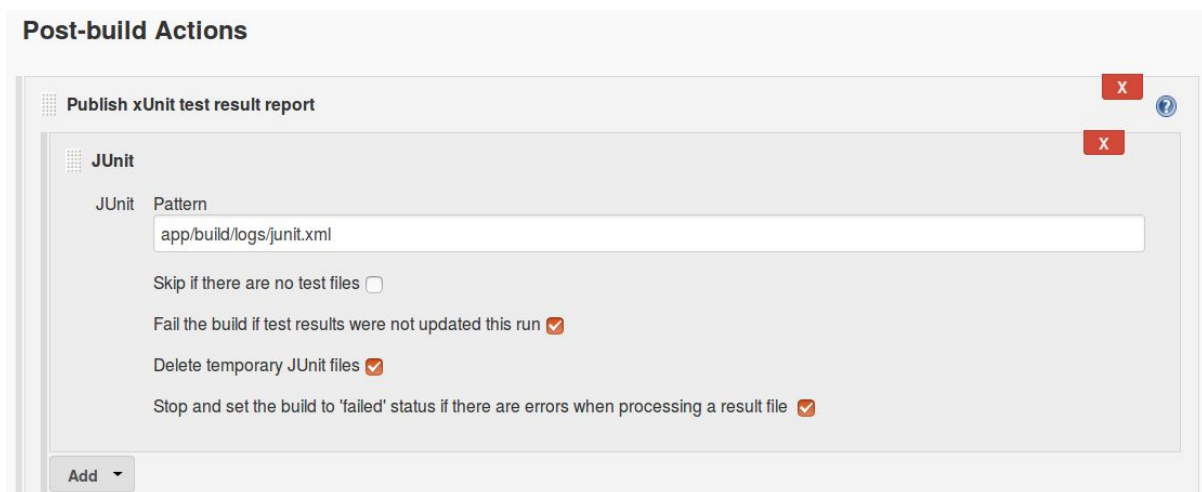 Post-build Actions
X
?
Publish xUnit test result report
X
JUnit
JUnit Pattern
app/build/logs/junit.xml
Skip if there are no test files
Fail the build if test results were not updated this run
Delete temporary JUnit files
Stop and set the build to 'failed' status if there are errors when processing a result file
Add